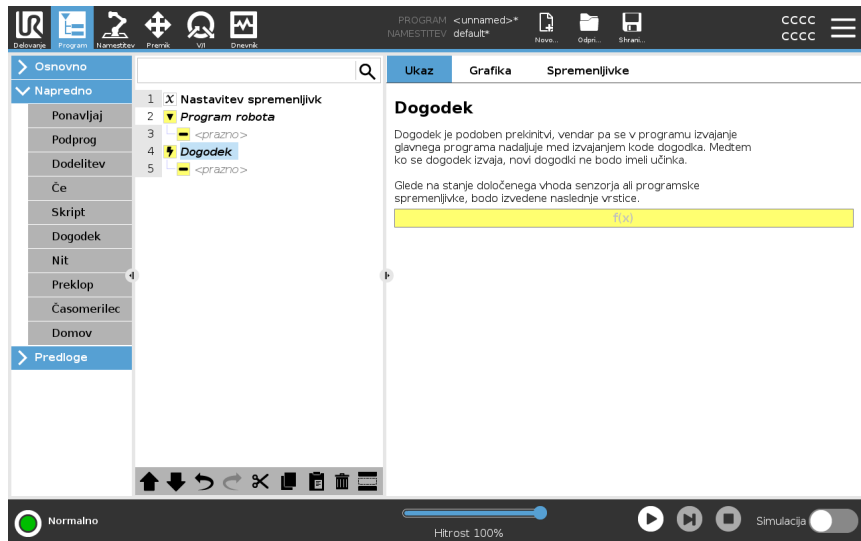 UR
Delovanje
Program
Namestitev
Premik
V/I
Dnevnik
PROGRAM <unnamed>*
NAMESTITEV default*
Novo...
Odpri...
Shrani...
CCCC
CCCC
Osnovno
Napredno
Ponavljaj
Podprog
Dodelitev
Če
Skript
Dogodek
Nit
Preklop
Časomerilec
Domov
Predloge
1 X Nastavitev spremenljivk
2 Program robota
3 <prazno>
4 Dogodek
5 <prazno>
Ukaz Grafika Spremenljivke
Dogodek
Dogodek je podoben prekinitvi, vendar pa se v programu izvajanje
glavnega programa nadaljuje med izvajanjem kode dogodka. Medtem
ko se dogodek izvaja, novi dogodki ne bodo imeli učinka.
Glede na stanje določenega vhoda senzorja ali programske
spremenljivke, bodo izvedene naslednje vrstice.
f(x)
Normalno
Hitrost 100%
Simulacija